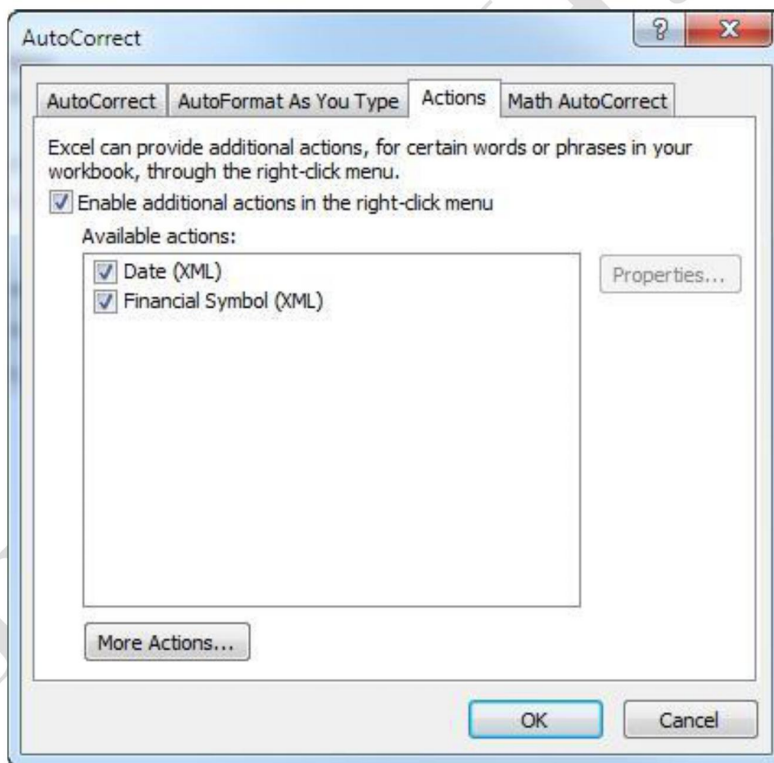 AutoCorrect
AutoCorrect AutoFormat As You Type Actions Math AutoCorrect
Excel can provide additional actions, for certain words or phrases in your
workbook, through the right-click menu.
Enable additional actions in the right-click menu
Available actions:
Date (XML)
Financial Symbol (XML)
Properties...
More Actions...
OK Cancel